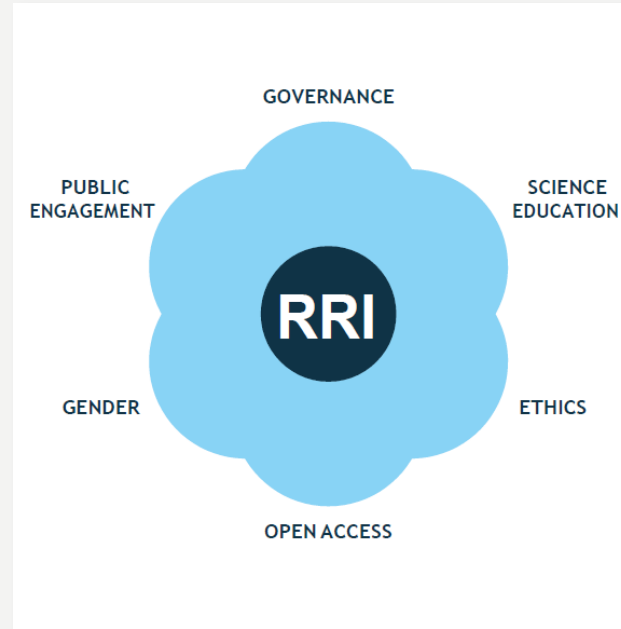 GOVERNANCE
PUBLIC
ENGAGEMENT
SCIENCE
EDUCATION
RRI
GENDER
ETHICS
OPEN ACCESS